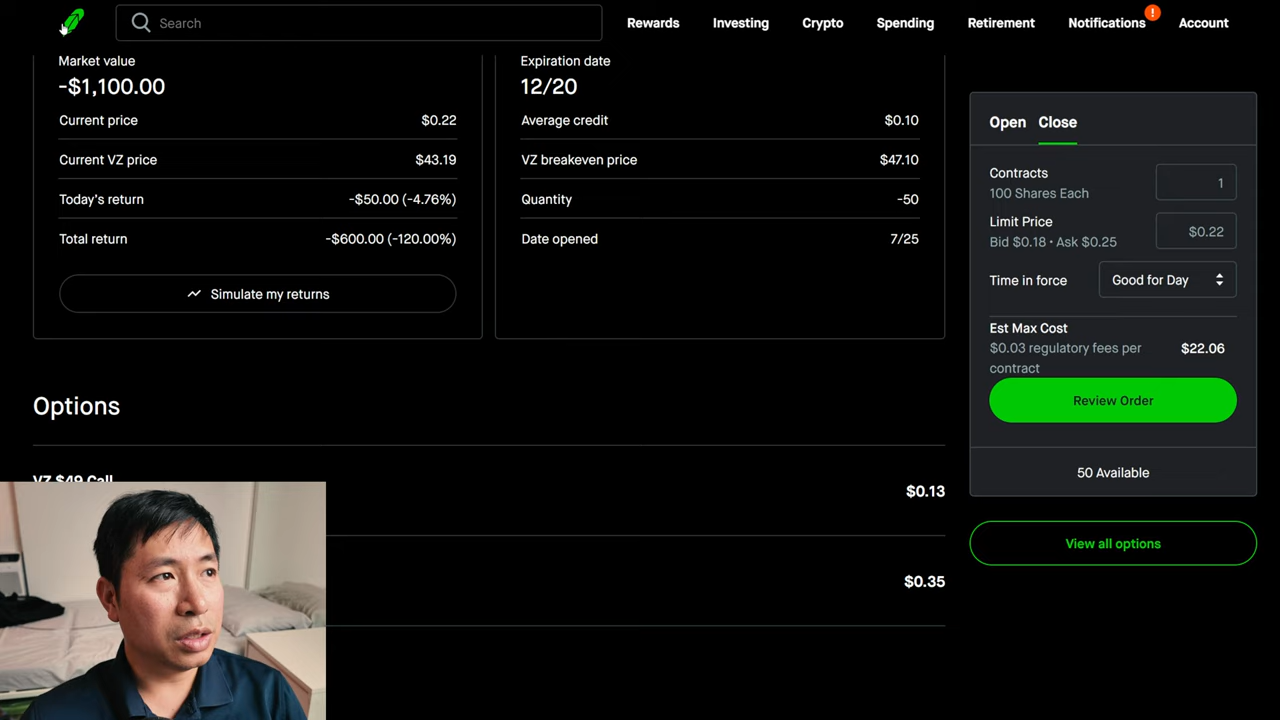 Search
Rewards
Investing
Crypto
Spending
Retirement
Notifications
!
Account
Market value
-$1,100.00
Current price $0.22
Current VZ price $43.19
Today's return -$50.00 (-4.76%)
Total return -$600.00 (-120.00%)
Simulate my returns
Expiration date
12/20
Average credit $0.10
VZ breakeven price $47.10
Quantity -50
Date opened 7/25
Open Close
Contracts
100 Shares Each
1
Limit Price
Bid $0.18 • Ask $0.25
$0.22
Time in force Good for Day
Est Max Cost
$0.03 regulatory fees per
contract
$22.06
Review Order
50 Available
View all options
Options
VZ $49 Call
$0.13
$0.35